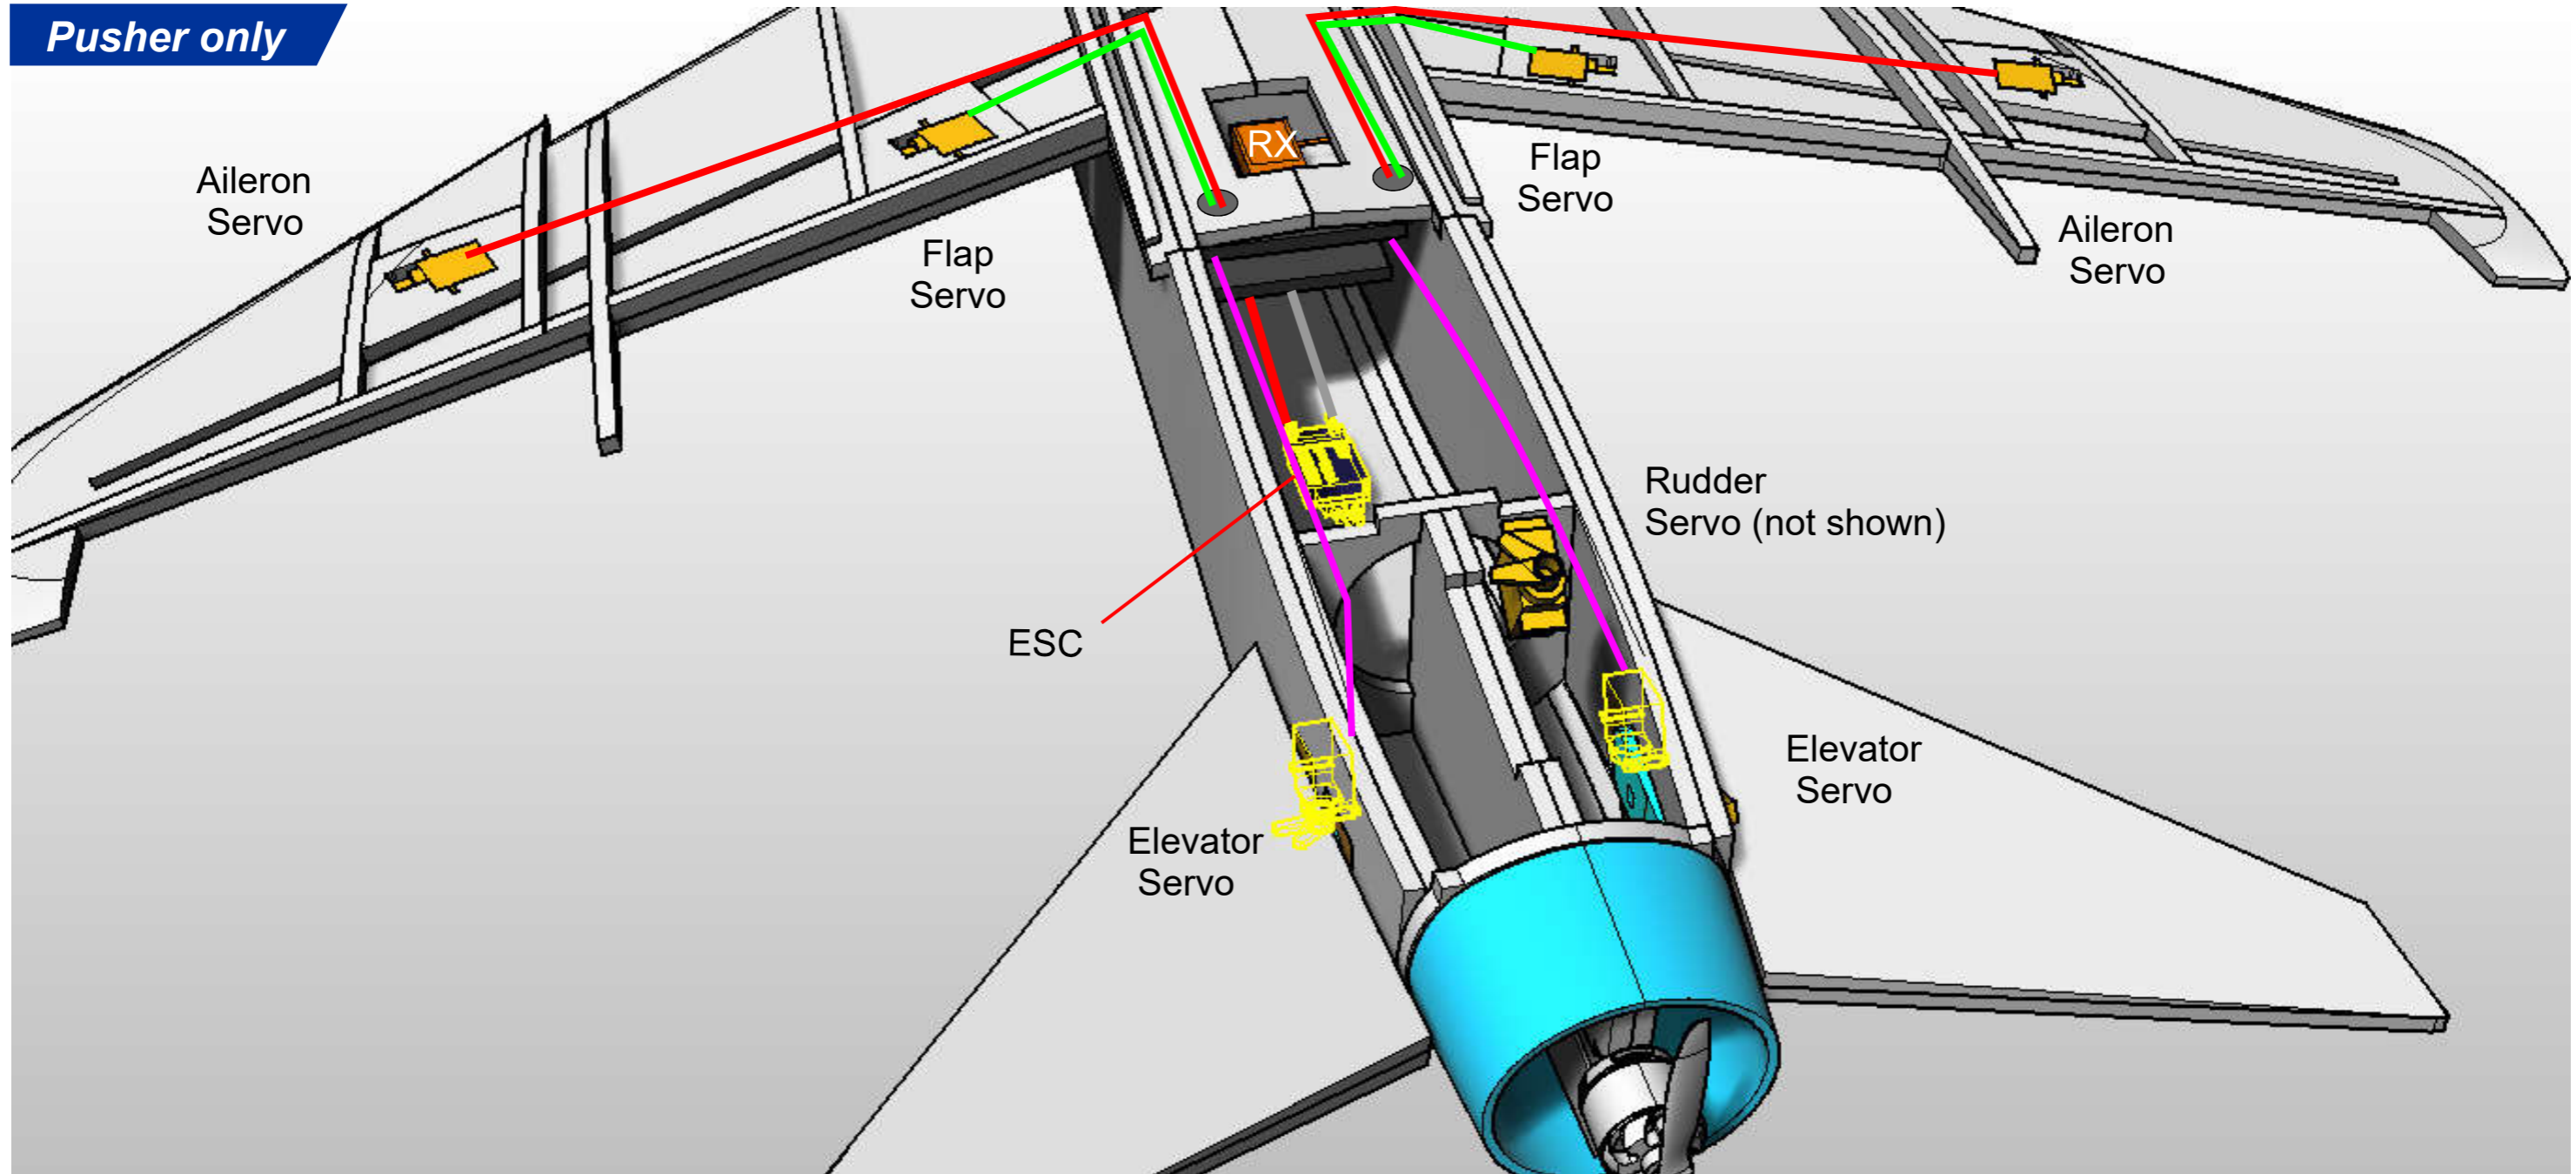 Pusher only
RX
Aileron
Servo
Flap
Servo
Flap
Servo
Aileron
Servo
Rudder
Servo (not shown)
ESC
Elevator
Servo
Elevator
Servo